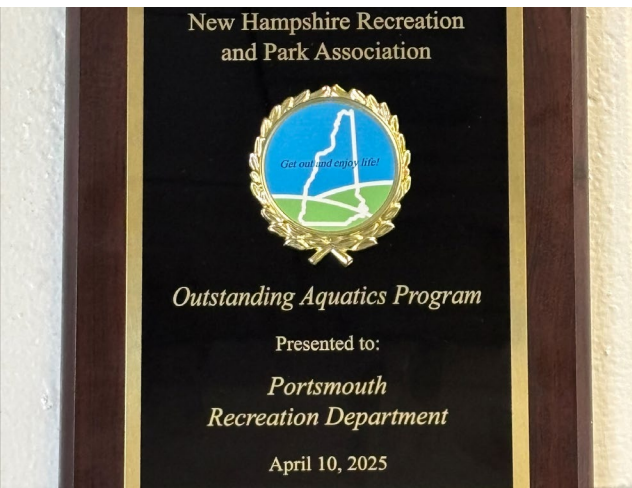 New Hampshire Recreation
and Park Association
Get out and enjoy life!
Outstanding Aquatics Program
Presented to:
Portsmouth
Recreation Department
April 10, 2025